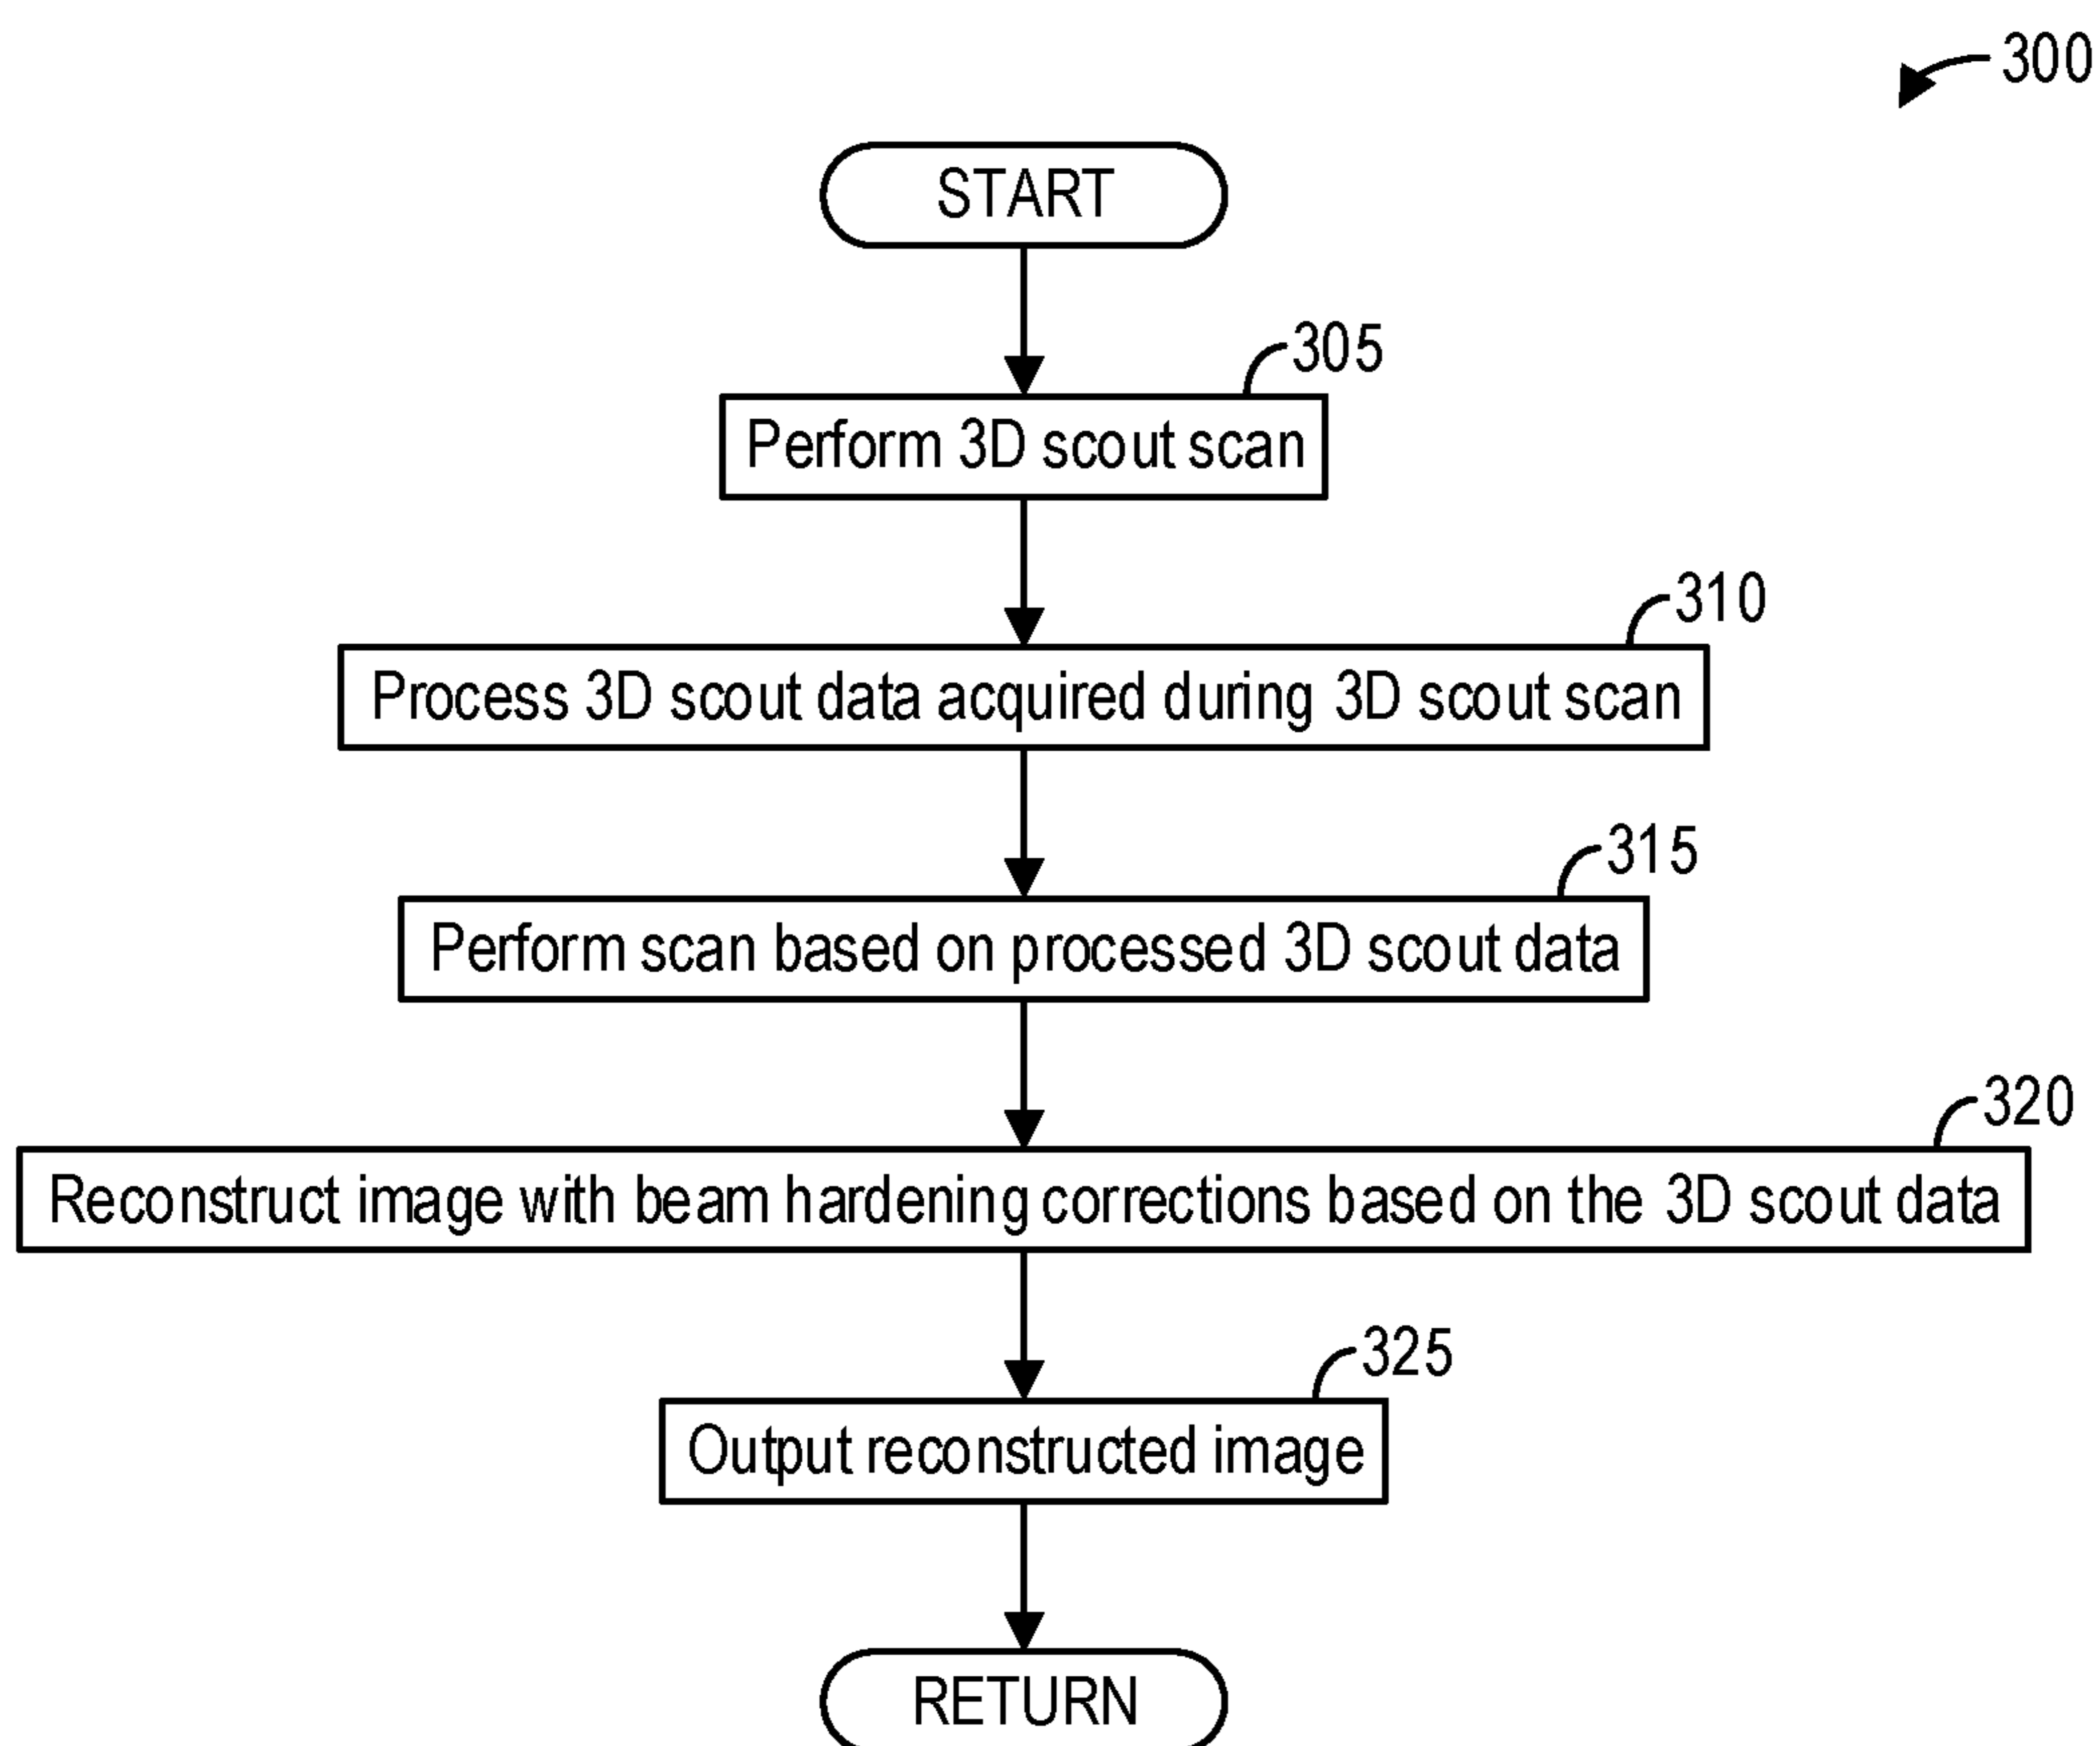 300
START
305
Perform 3D scout scan
310
Process 3D scout data acquired during 3D scout scan
315
Perform scan based on processed 3D scout data
320
Reconstruct image with beam hardening corrections based on the 3D scout data
325
Output reconstructed image
RETURN